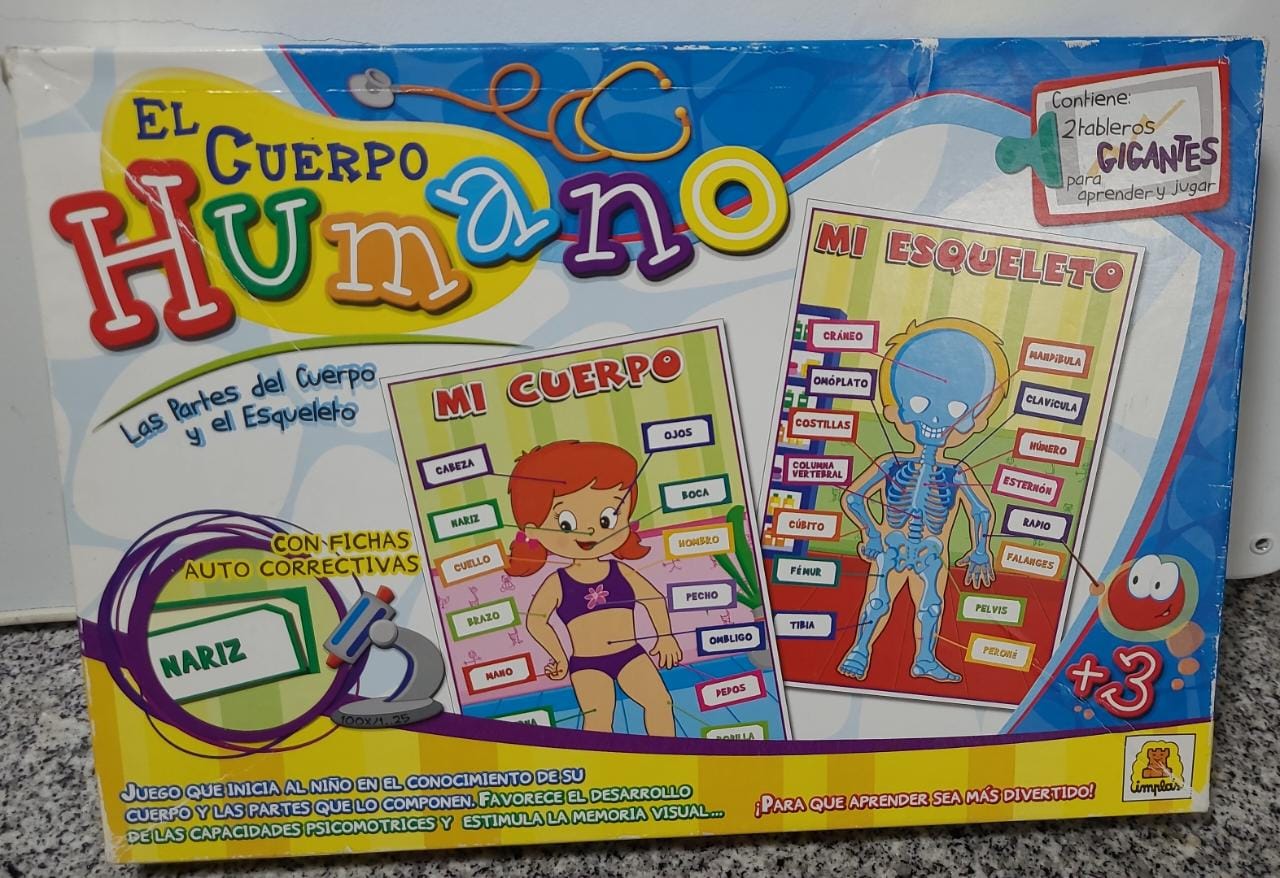 EL
CUERPO
Humano
Las Partes del Cuerpo
y el Esqueleto
Contiene:
2 tableros
GIGANTES
para
aprender y jugar
CON FICHAS
AUTO CORRECTIVAS
NARIZ
100X/1.25
MI CUERPO
CABEZA
NARIZ
CUELLO
BRAZO
MANO
OJOS
BOCA
HOMBRO
PECHO
OMBLIGO
DEDOS
MI ESQUELETO
CRÁNEO
OMÓPLATO
COSTILLAS
COLUMNA
VERTEBRAL
CÚBITO
FÉMUR
TIBIA
MANDÍBULA
CLAVÍCULA
HÚMERO
ESTERNÓN
RADIO
FALANGES
PELVIS
PERONÉ
+3
JUEGO QUE INICIA AL NIÑO EN EL CONOCIMIENTO DE SU
CUERPO Y LAS PARTES QUE LO COMPONEN. FAVORECE EL DESARROLLO
DE LAS CAPACIDADES PSICOMOTRICES Y ESTIMULA LA MEMORIA VISUAL...
¡PARA QUE APRENDER SEA MÁS DIVERTIDO!
implás